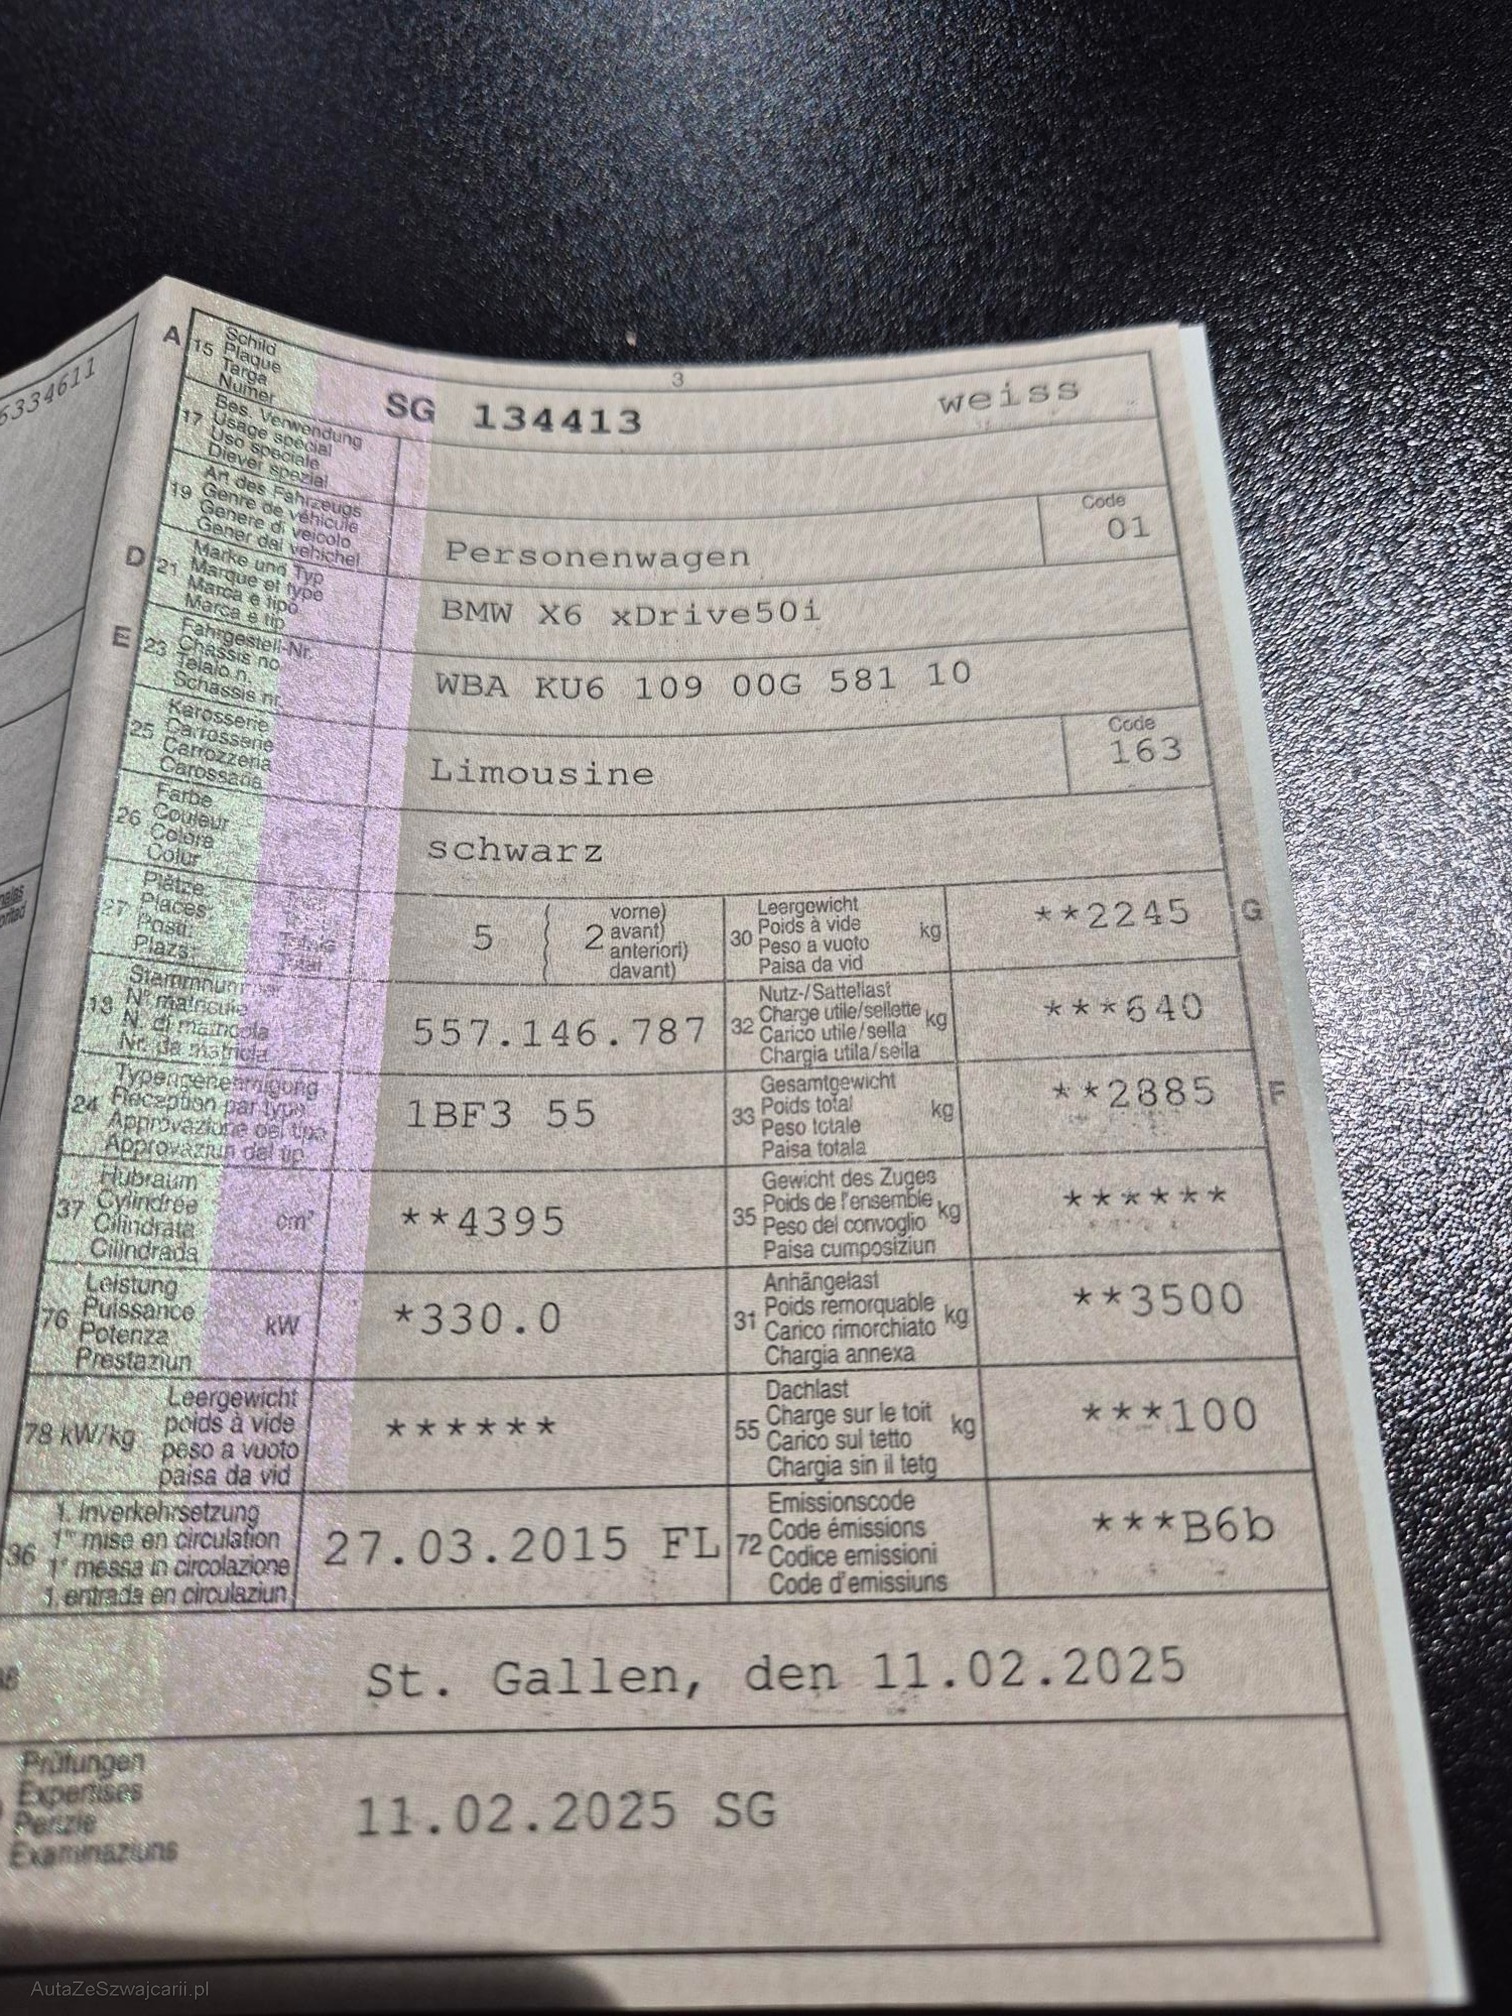 6334611
3
A
15 Schild
Plaque
Targa
Numer
SG 134413 weiss
17 Bes. Verwendung
Usage spécial
Uso speciale
Diever spezial
19 Art des Fahrzeugs
Genre de véhicule
Genere di veicolo
Gener dal vehichel
Personenwagen
Code
01
D
21 Marke und Typ
Marque et type
Marca e tipo
Marca e tip
BMW X6 xDrive50i
E
23 Fahrgestell-Nr.
Châssis no
Telaio n.
Schassis nr.
WBA KU6 109 00G 581 10
25 Karosserie
Carrosserie
Carrozzeria
Carossaria
Limousine
Code
163
26 Farbe
Couleur
Colore
Colur
schwarz
27 Plätze:
Places:
Posti:
Plazs:
Total
5 2
vorne)
avant)
anteriori)
davant)
30 Leergewicht
Poids à vide
Peso a vuoto
Paisa da vid
kg
**2245
G
18 Stammnummer
N° matricule
N. di matricola
Nr. da matricla
557.146.787
32 Nutz-/Sattellast
Charge utile/sellette
Carico utile/sella
Chargia utila/sella
kg
***640
24 Typengenehmigung
Réception par type
Approvazione del tipo
Approvaziun dal tip
1BF3 55
33 Gesamtgewicht
Poids total
Peso totale
Paisa totala
kg
**2885
F
37 Hubraum
Cylindrée
Cilindrata
Cilindrada
cm³
**4395
35 Gewicht des Zuges
Poids de l'ensemble
Peso del convoglio
Paisa cumposiziun
kg
******
76 Leistung
Puissance
Potenza
Prestaziun
kW
*330.0
31 Anhängelast
Poids remorquable
Carico rimorchiato
Chargia annexa
kg
**3500
78 kW/kg
Leergewicht
poids à vide
peso a vuoto
paisa da vid
******
55 Dachlast
Charge sur le toit
Carico sul tetto
Chargia sin il tetg
kg
***100
36 1. Inverkehrsetzung
1re mise en circulation
1a messa in circolazione
1. entrada en circulaziun
27.03.2015 FL
72 Emissionscode
Code émissions
Codice emissioni
Code d'emissiuns
***B6b
St. Gallen, den 11.02.2025
Prüfungen
Expertises
Perizie
Examinaziuns
11.02.2025 SG
AutaZeSzwajcarii.pl